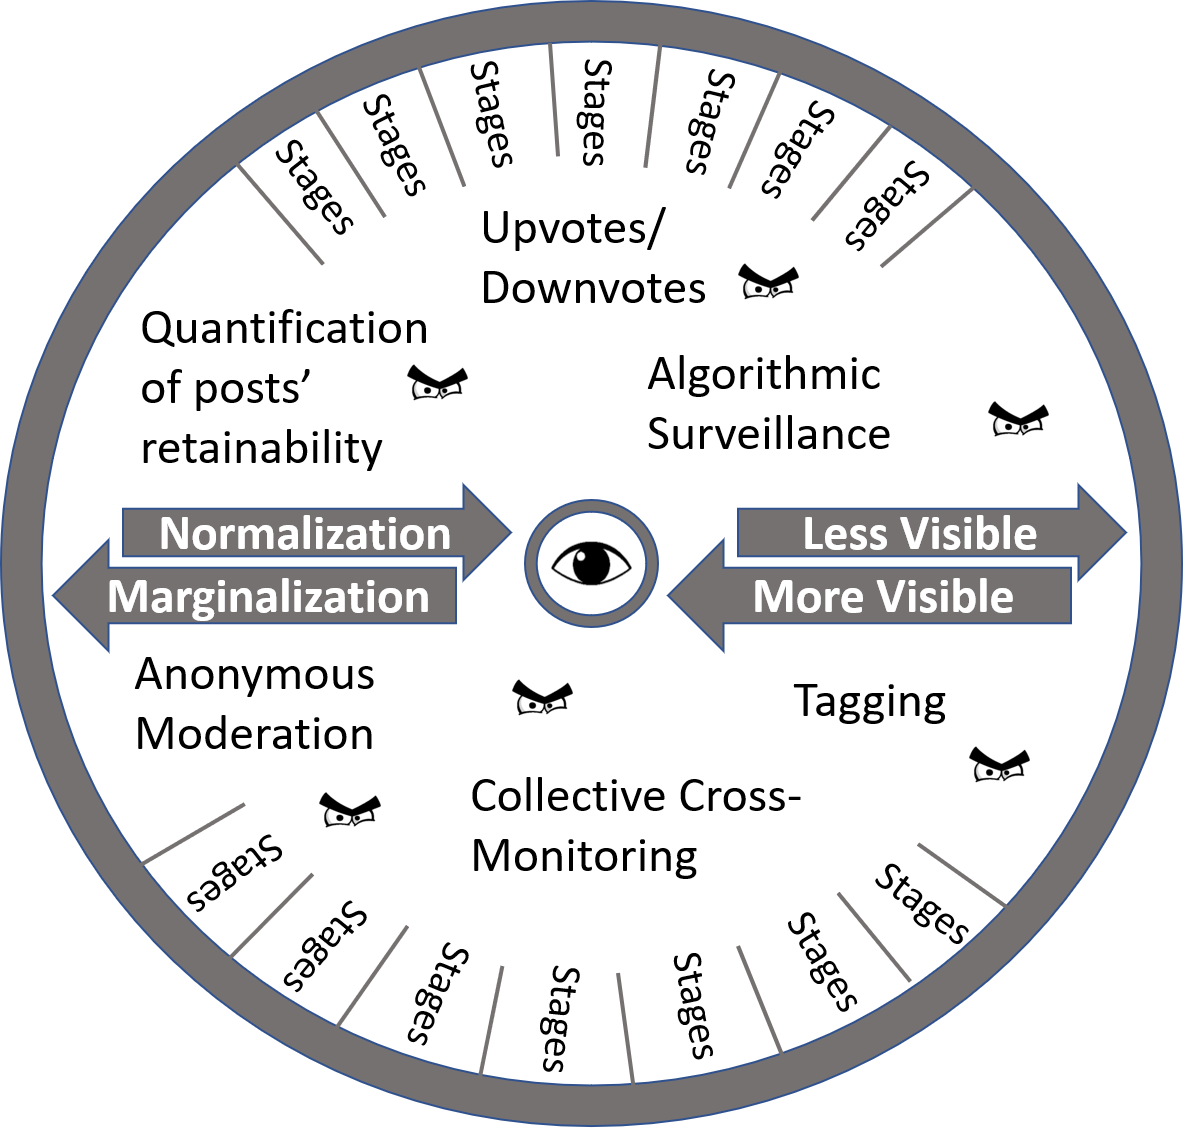 Stages
Stages
Stages
Stages
Stages
Stages
Stages
Upvotes/
Downvotes
Quantification
of posts’
retainability
Algorithmic
Surveillance
Normalization
Less Visible
Marginalization
More Visible
Anonymous
Moderation
Tagging
Collective Cross-
Monitoring
Stages
Stages
Stages
Stages
Stages
Stages
Stages